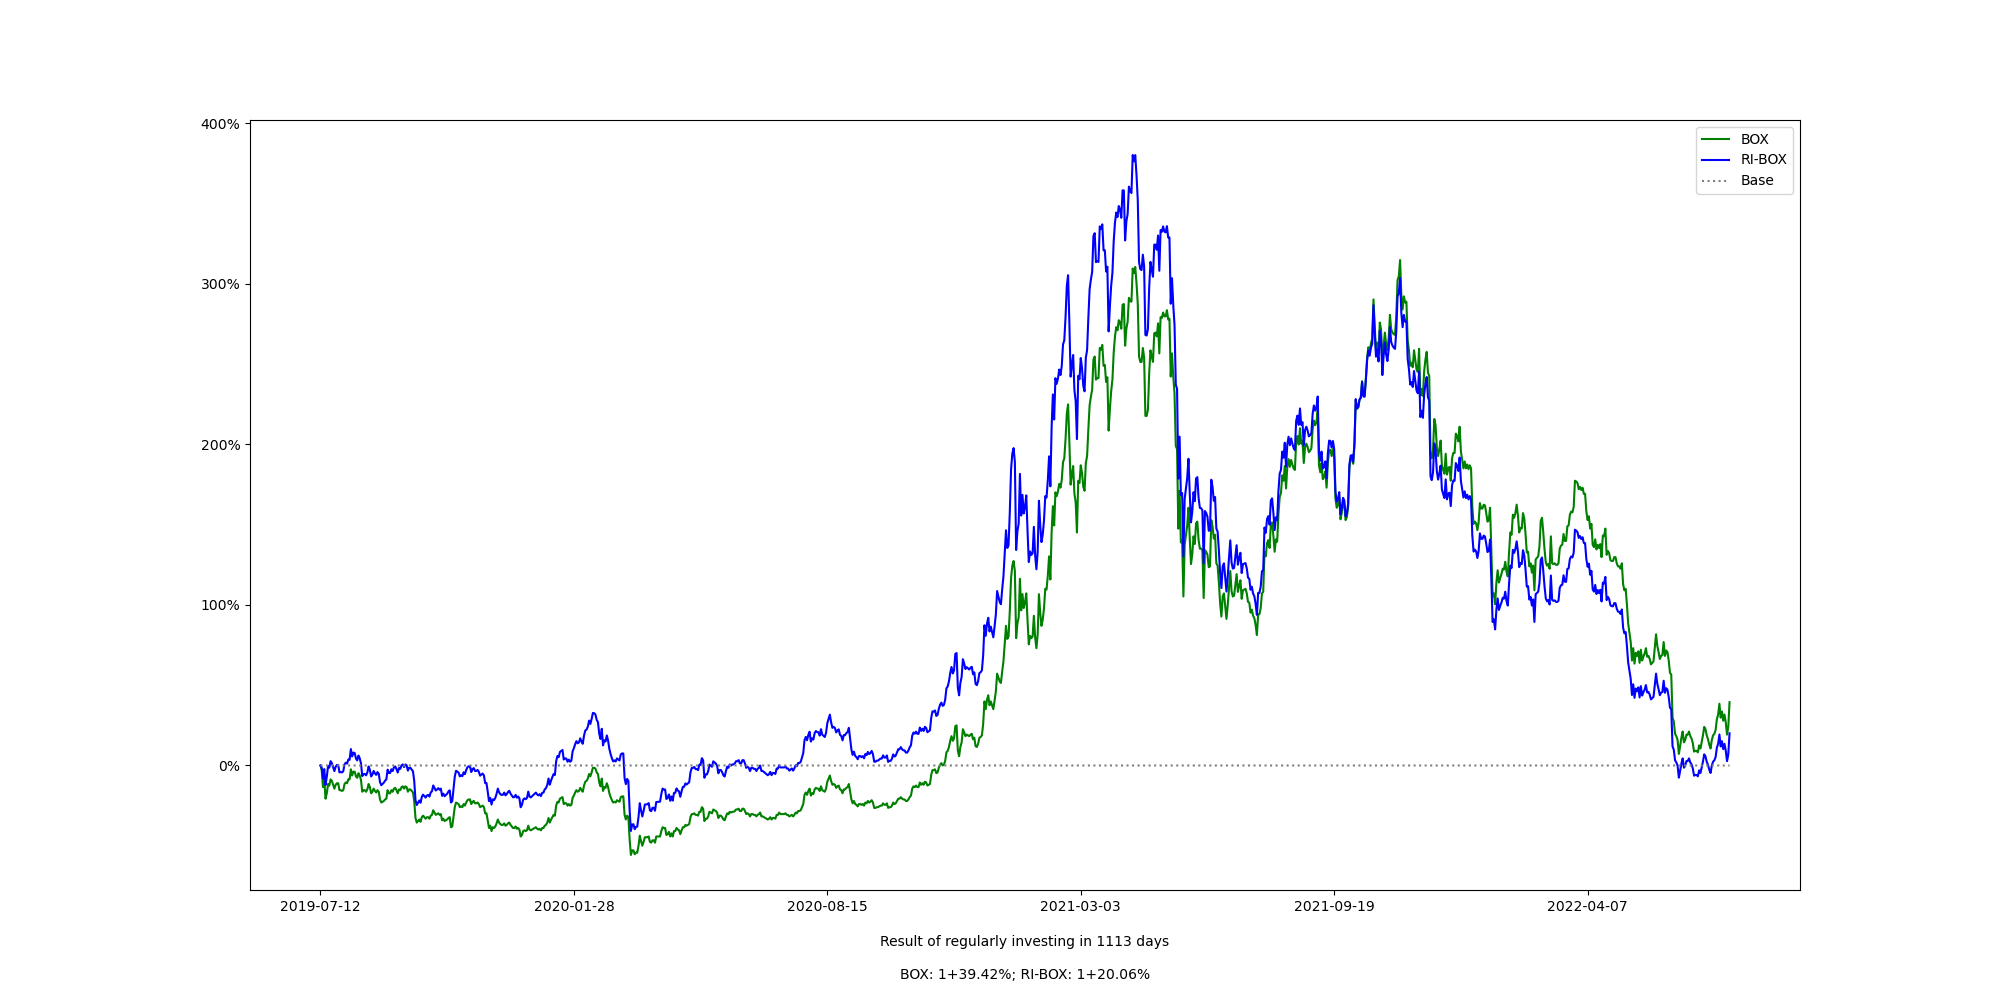 400%
300%
200%
100%
0%
BOX
RI-BOX
Base
2019-07-12 2020-01-28 2020-08-15 2021-03-03 2021-09-19 2022-04-07
Result of regularly investing in 1113 days
BOX: 1+39.42%; RI-BOX: 1+20.06%